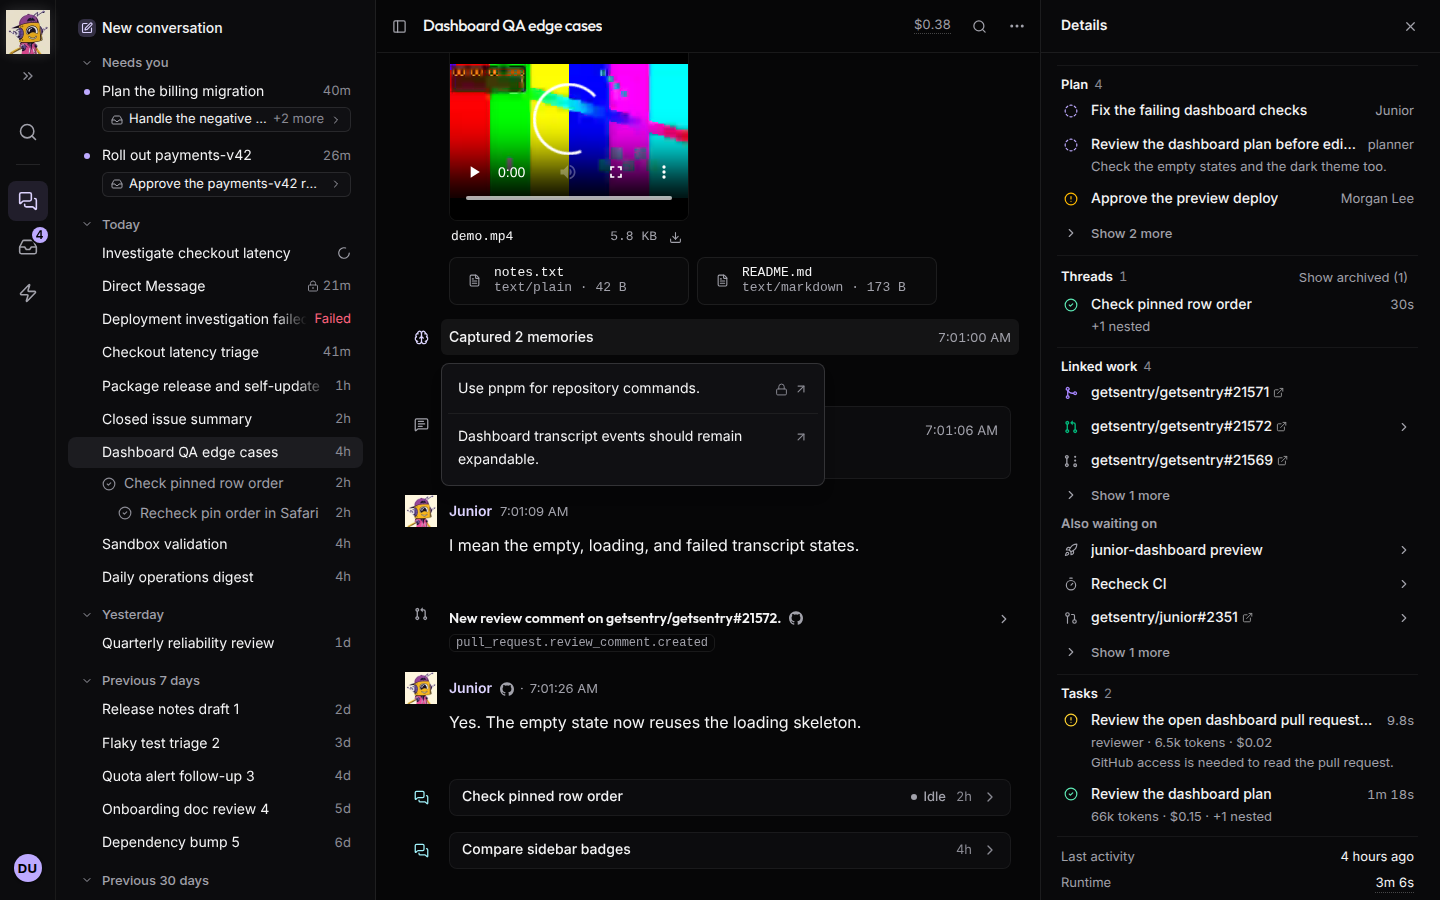 New conversation
Needs you
Plan the billing migration 40m
Handle the negative ... +2 more
Roll out payments-v42 26m
Approve the payments-v42 r...
Today
Investigate checkout latency
Direct Message 21m
Deployment investigation failed Failed
Checkout latency triage 41m
Package release and self-update 1h
Closed issue summary 2h
Dashboard QA edge cases 4h
Check pinned row order 2h
Recheck pin order in Safari 2h
Sandbox validation 4h
Daily operations digest 4h
Yesterday
Quarterly reliability review 1d
Previous 7 days
Release notes draft 1 2d
Flaky test triage 2 3d
Quota alert follow-up 3 4d
Onboarding doc review 4 5d
Dependency bump 5 6d
Previous 30 days
4
DU
Dashboard QA edge cases $0.38
0:00
demo.mp4 5.8 KB
notes.txt
text/plain · 42 B
README.md
text/markdown · 173 B
Captured 2 memories 7:01:00 AM
Use pnpm for repository commands.
Dashboard transcript events should remain
expandable.
7:01:06 AM
Junior 7:01:09 AM
I mean the empty, loading, and failed transcript states.
New review comment on getsentry/getsentry#21572.
pull_request.review_comment.created
Junior · 7:01:26 AM
Yes. The empty state now reuses the loading skeleton.
Check pinned row order Idle 2h
Compare sidebar badges 4h
Details
Plan 4
Fix the failing dashboard checks Junior
Review the dashboard plan before edi... planner
Check the empty states and the dark theme too.
Approve the preview deploy Morgan Lee
Show 2 more
Threads 1 Show archived (1)
Check pinned row order 30s
+1 nested
Linked work 4
getsentry/getsentry#21571
getsentry/getsentry#21572
getsentry/getsentry#21569
Show 1 more
Also waiting on
junior-dashboard preview
Recheck CI
getsentry/junior#2351
Show 1 more
Tasks 2
Review the open dashboard pull request... 9.8s
reviewer · 6.5k tokens · $0.02
GitHub access is needed to read the pull request.
Review the dashboard plan 1m 18s
66k tokens · $0.15 · +1 nested
Last activity 4 hours ago
Runtime 3m 6s